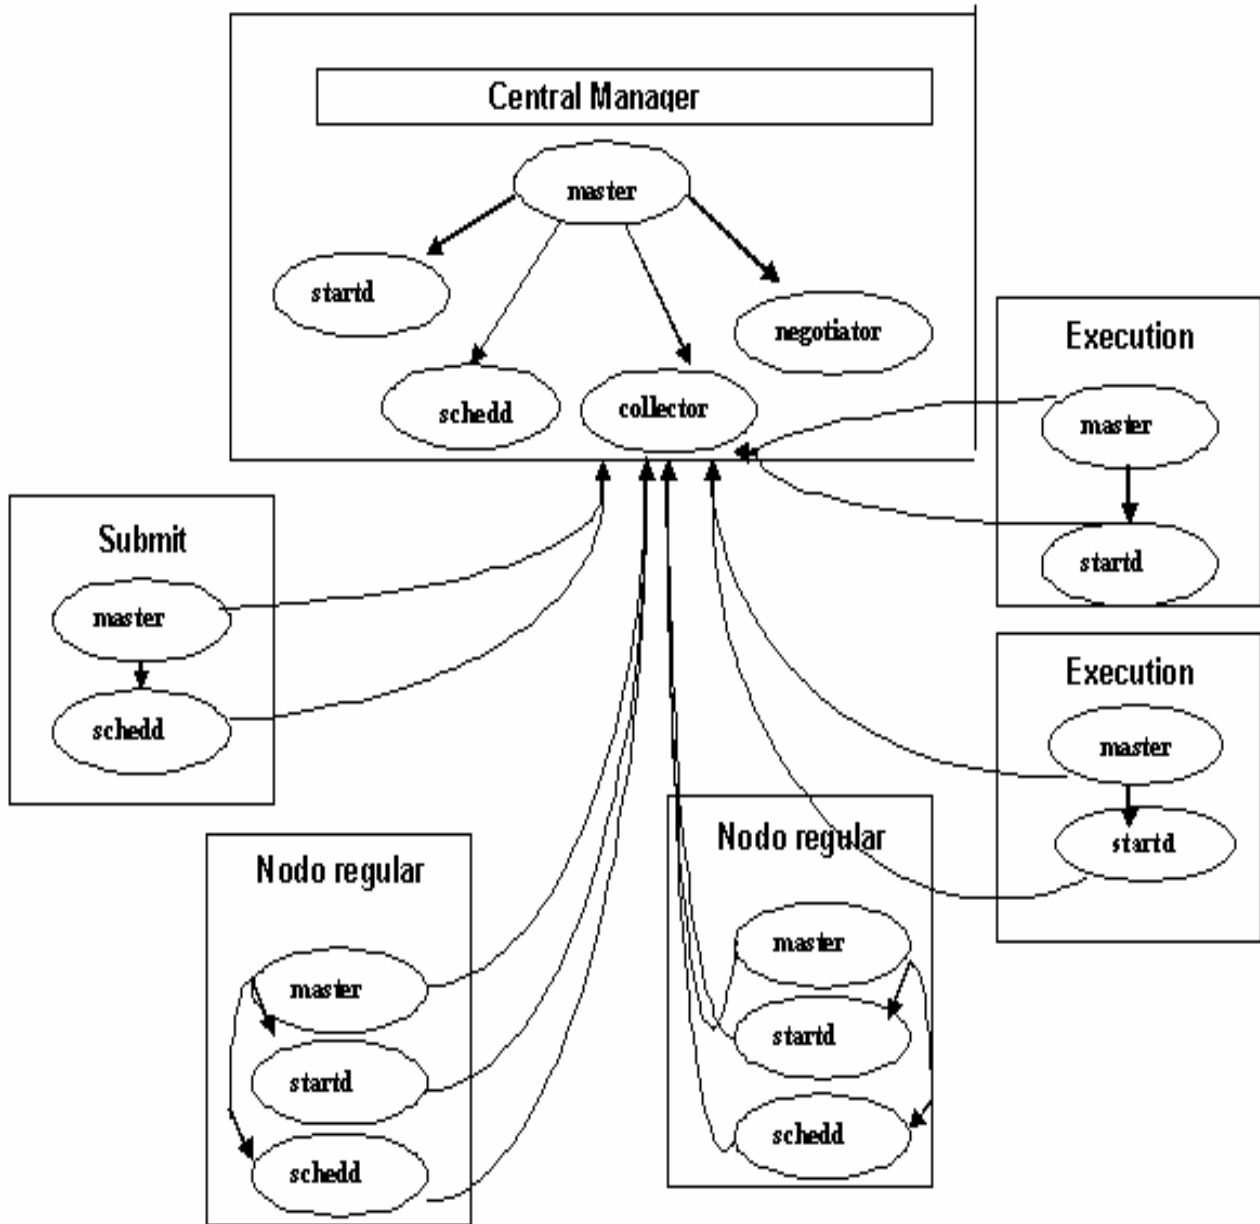 Central Manager
master
startd
negotiator
schedd
collector
Execution
master
startd
Submit
master
schedd
Execution
master
startd
Nodo regular
master
startd
schedd
Nodo regular
master
startd
schedd